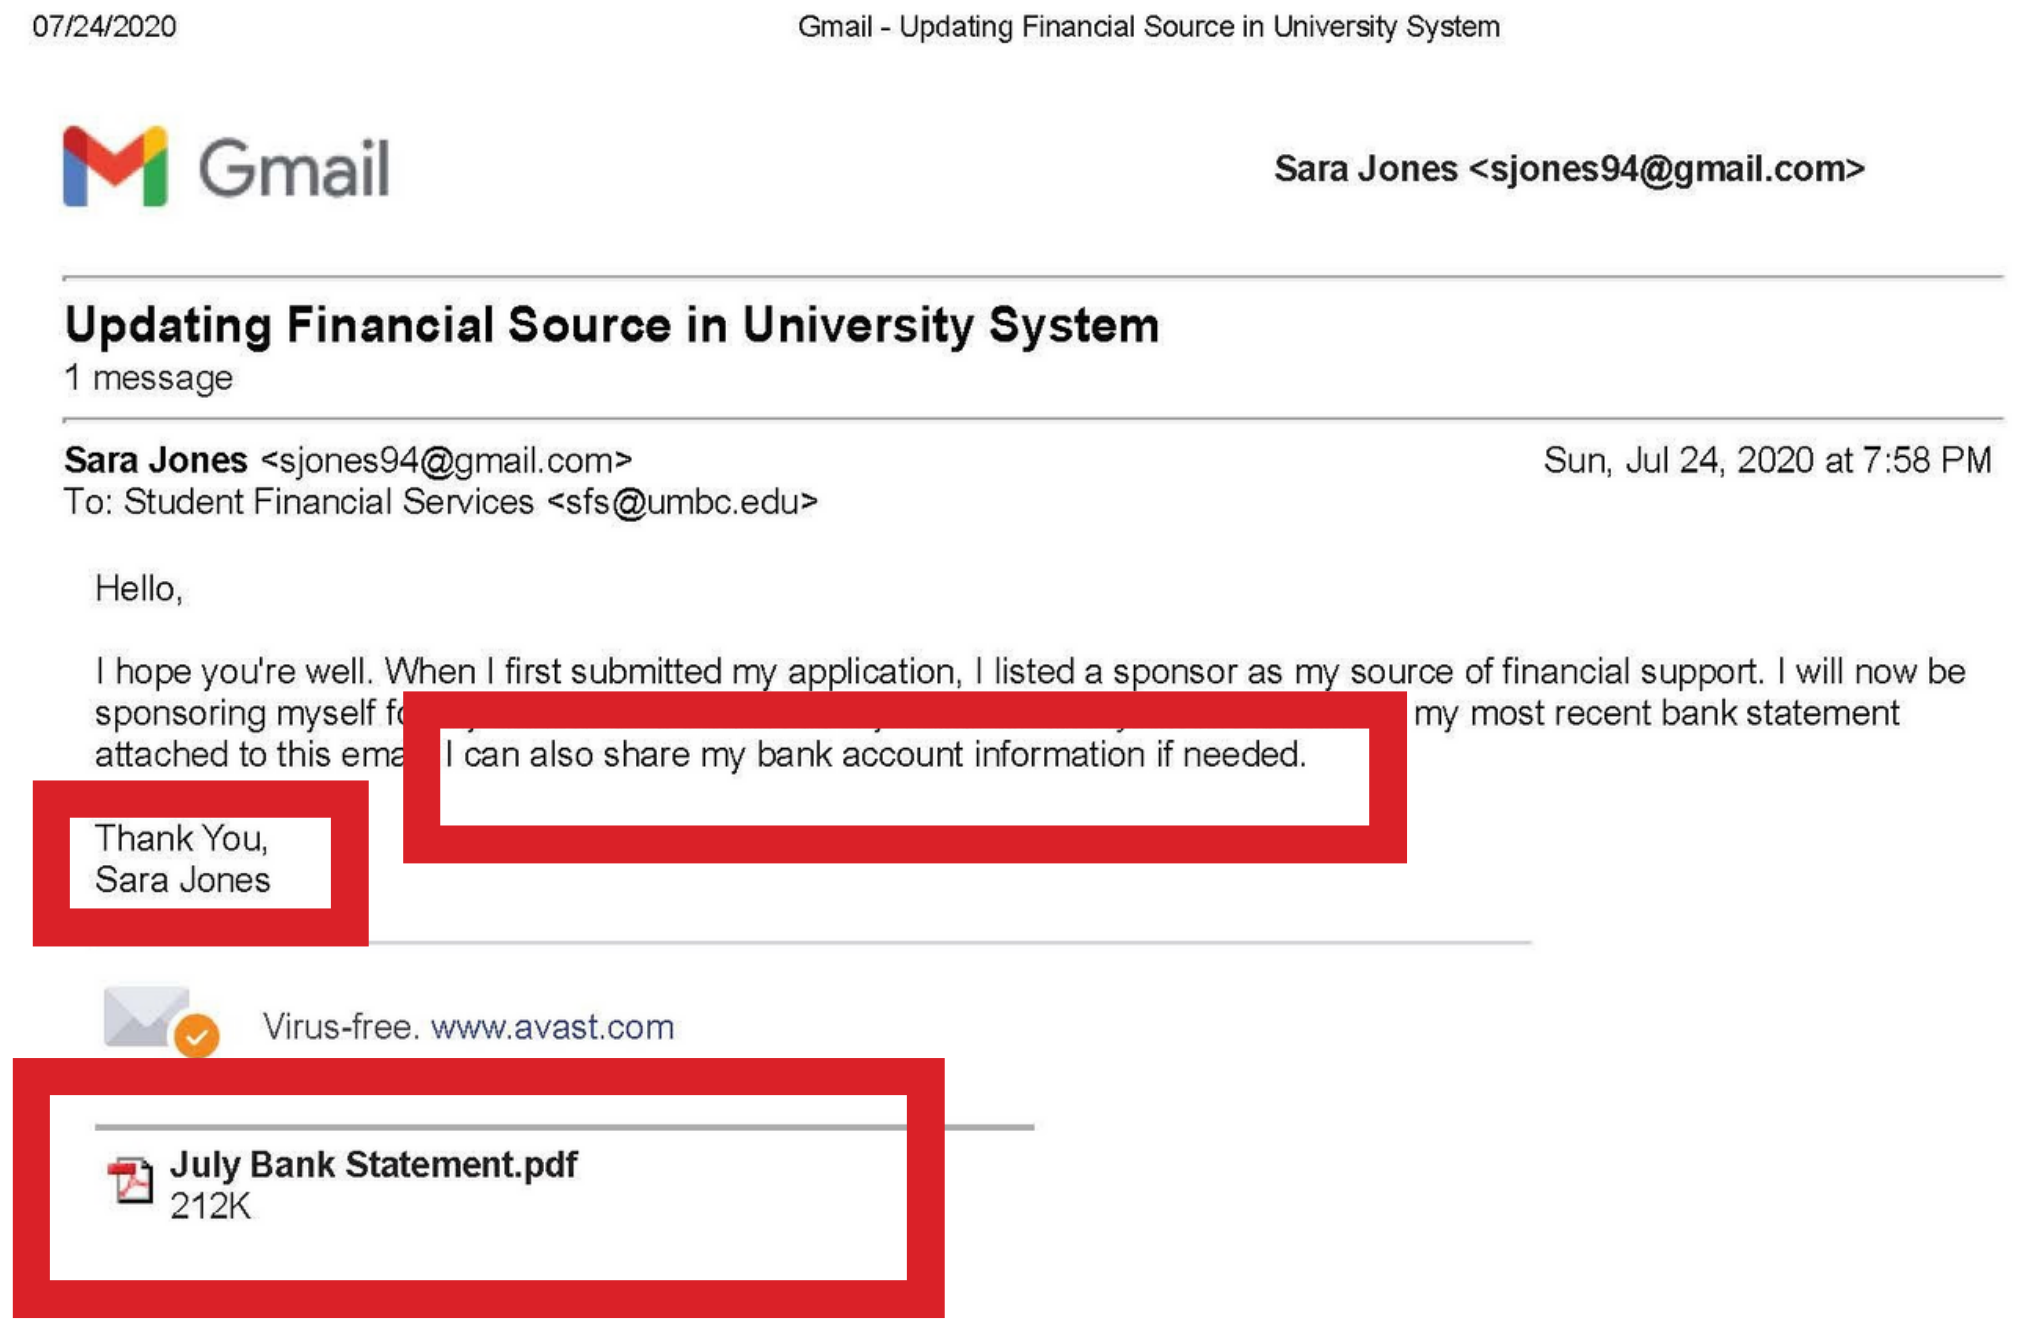 07/24/2020 Gmail - Updating Financial Source in University System
Gmail Sara Jones <sjones94@gmail.com>
Updating Financial Source in University System
1 message
Sara Jones <sjones94@gmail.com> Sun, Jul 24, 2020 at 7:58 PM
To: Student Financial Services <sfs@umbc.edu>
Hello,
I hope you're well. When I first submitted my application, I listed a sponsor as my source of financial support. I will now be
sponsoring myself my most recent bank statement
attached to this I can also share my bank account information if needed.
Thank You,
Sara Jones
Virus-free. www.avast.com
July Bank Statement.pdf
212K